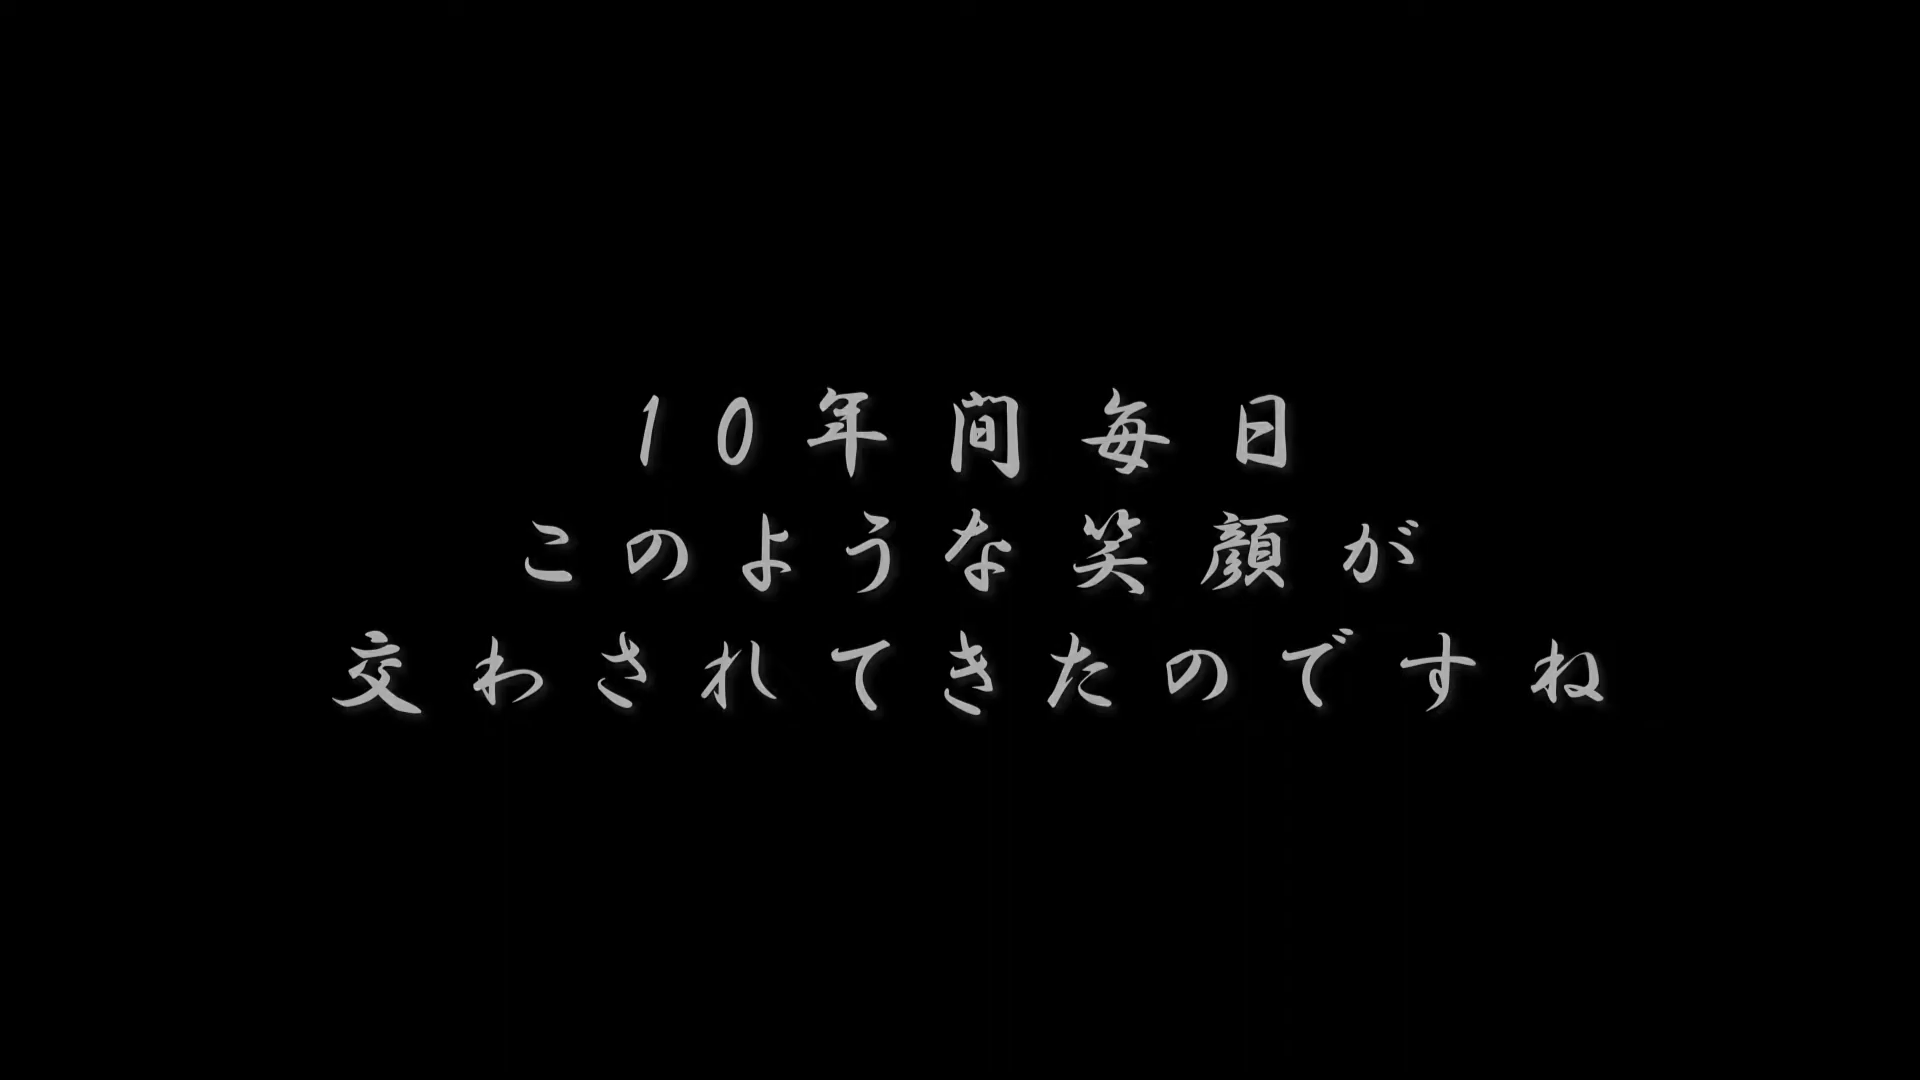 10年間毎日
このような笑顔が
交わされてきたのですね